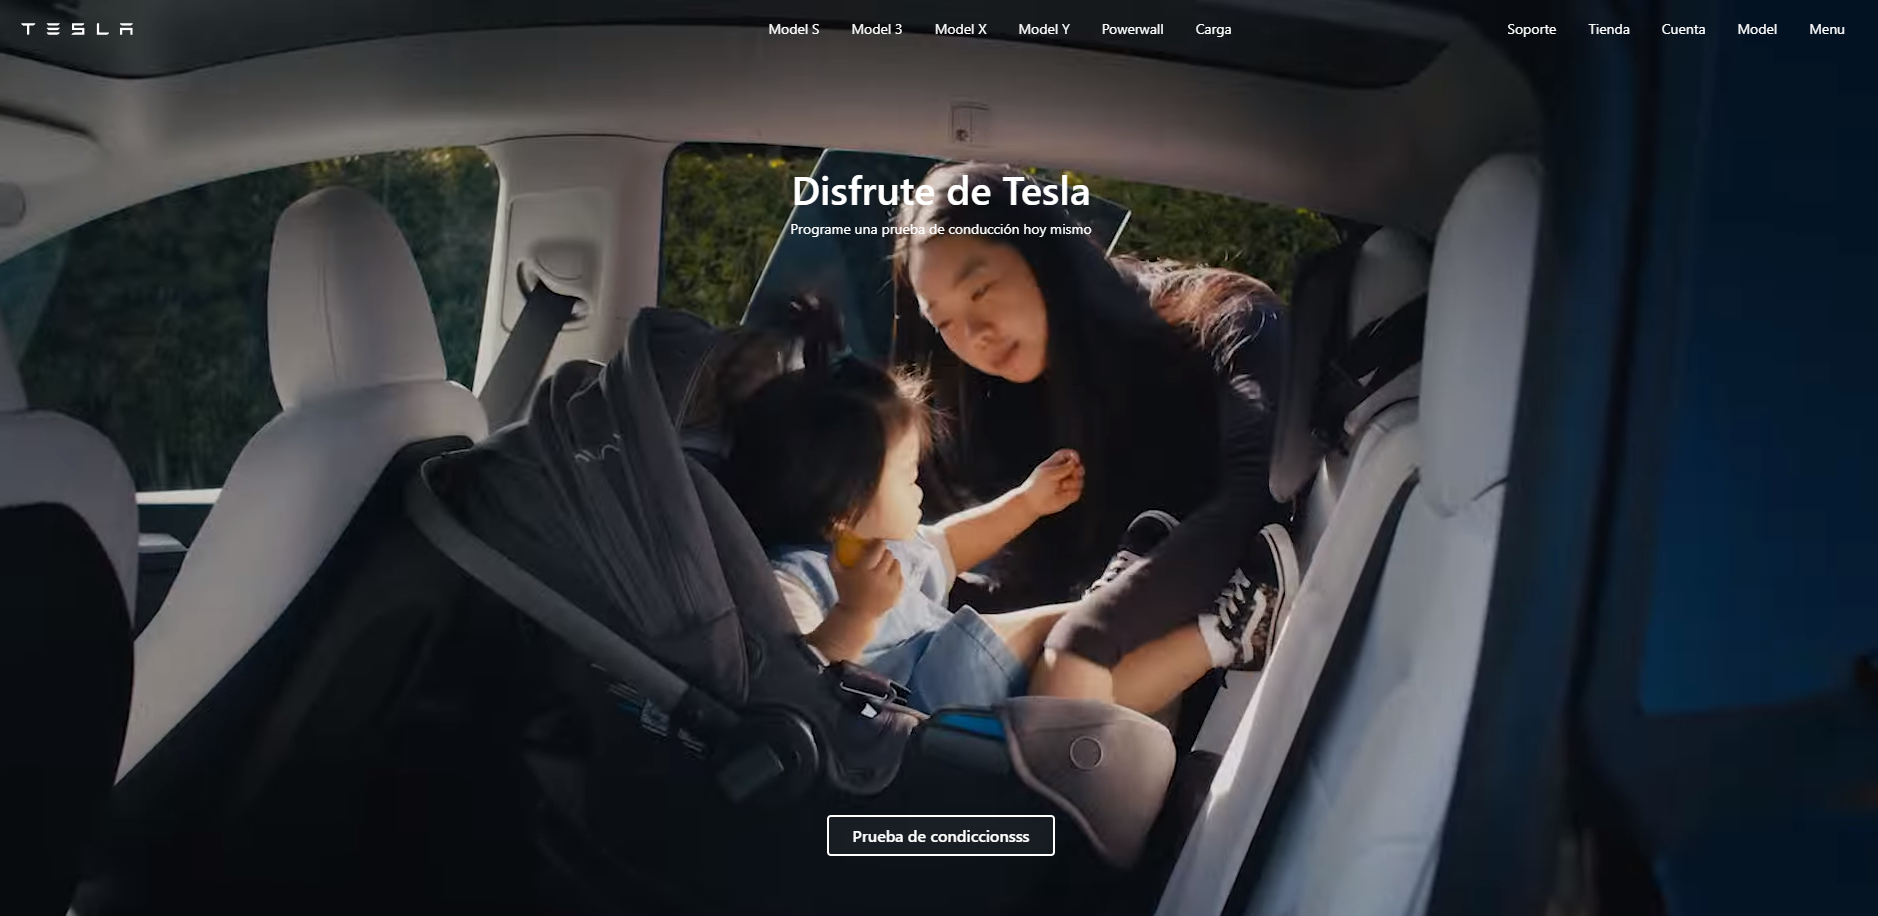 TESLA
Model S Model 3 Model X Model Y Powerwall Carga
Soporte Tienda Cuenta Model Menu
Disfrute de Tesla
Programe una prueba de conducción hoy mismo
Prueba de condiccionsss